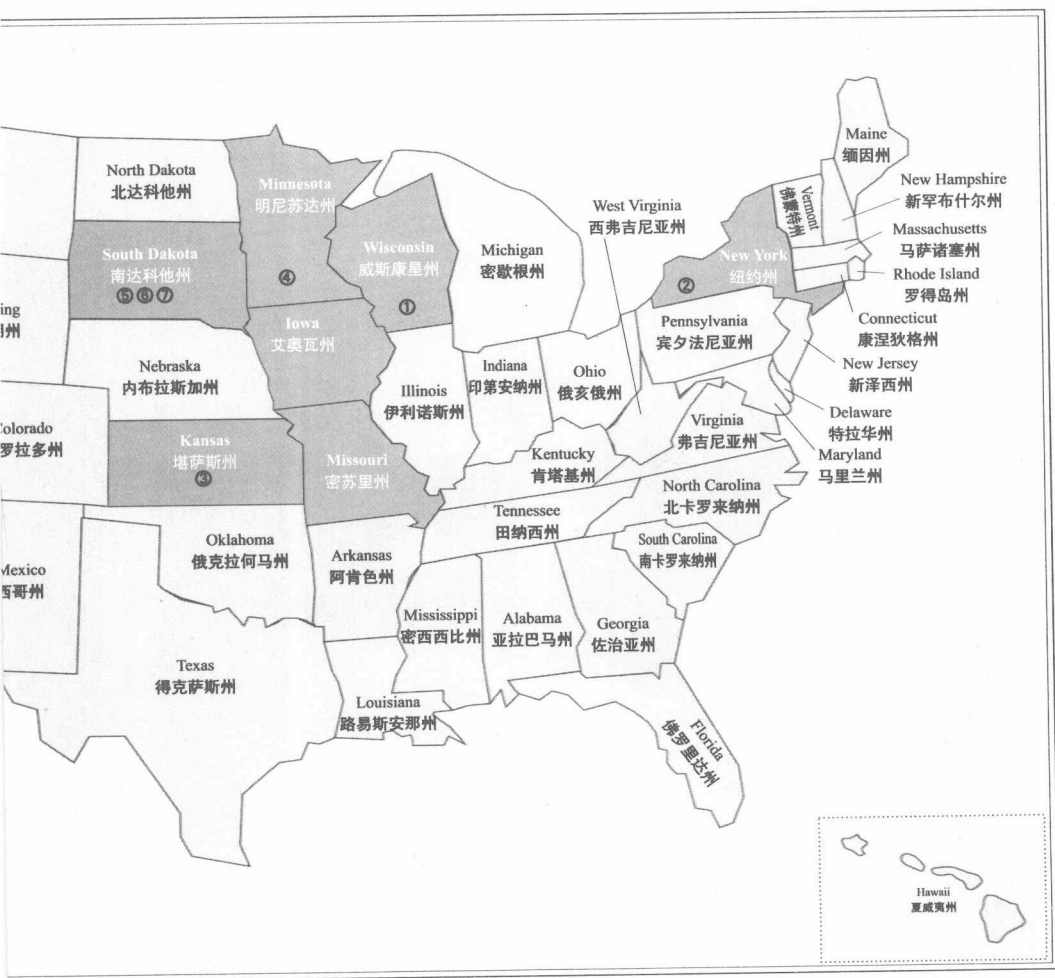 Maine
缅因州
North Dakota
北达科他州
Minnesota
明尼苏达州
Vermont
佛蒙特州
New Hampshire
新罕布什尔州
West Virginia
西弗吉尼亚州
Massachusetts
马萨诸塞州
South Dakota
南达科他州
⑤⑥⑦
④
Wisconsin
威斯康星州
①
Michigan
密歇根州
New York
纽约州
②
Rhode Island
罗得岛州
ing
州
Iowa
艾奥瓦州
Pennsylvania
宾夕法尼亚州
Connecticut
康涅狄格州
Nebraska
内布拉斯加州
Illinois
伊利诺斯州
Indiana
印第安纳州
Ohio
俄亥俄州
New Jersey
新泽西州
Colorado
罗拉多州
Kansas
堪萨斯州
③
Missouri
密苏里州
Kentucky
肯塔基州
Virginia
弗吉尼亚州
Delaware
特拉华州
Maryland
马里兰州
North Carolina
北卡罗来纳州
Tennessee
田纳西州
Oklahoma
俄克拉何马州
Arkansas
阿肯色州
South Carolina
南卡罗来纳州
Mexico
西哥州
Mississippi
密西西比州
Alabama
亚拉巴马州
Georgia
佐治亚州
Texas
得克萨斯州
Louisiana
路易斯安那州
Florida
佛罗里达州
Hawaii
夏威夷州